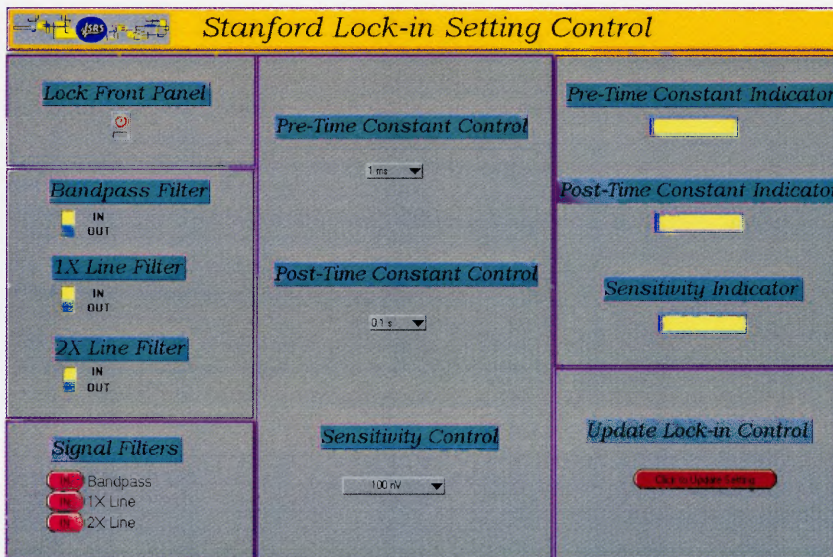 SRS
Stanford Lock-in Setting Control
Lock Front Panel
Bandpass Filter
IN
OUT
1X Line Filter
IN
OUT
2X Line Filter
IN
OUT
Signal Filters
IN Bandpass
IN 1X Line
IN 2X Line
Pre-Time Constant Control
1 ms
Post-Time Constant Control
0.1 s
Sensitivity Control
100 nV
Pre-Time Constant Indicator
Post-Time Constant Indicator
Sensitivity Indicator
Update Lock-in Control
Click to Update Setting